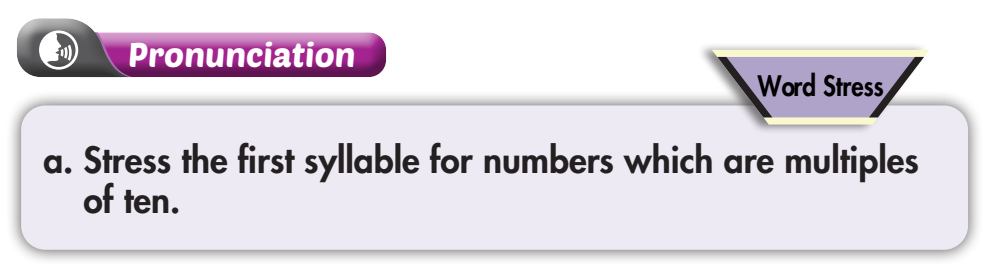 Pronunciation
Word Stress
a. Stress the first syllable for numbers which are multiples
of ten.